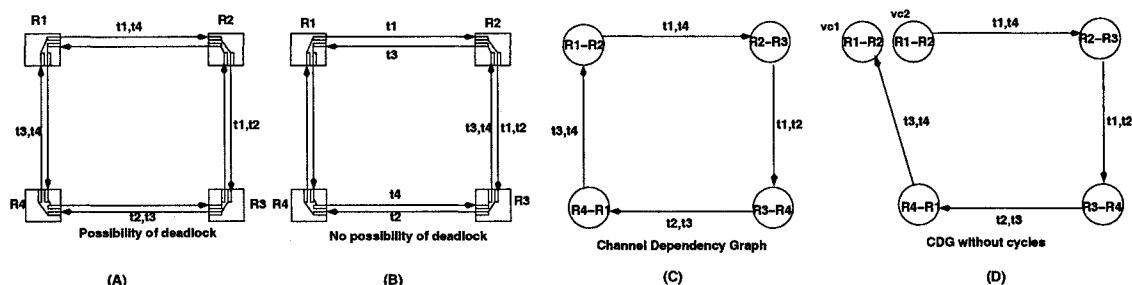 R1
t1,t4
R2
t3,t4
t1,t2
R4
t2,t3
R3
Possibility of deadlock
(A)
R1
t1
R2
t3
t3,t4
t1,t2
R4
t4
t2
R3
No possibility of deadlock
(B)
R1-R2
t1,t4
R2-R3
t3,t4
t1,t2
R4-R1
t2,t3
R3-R4
Channel Dependency Graph
(C)
vc1
vc2
R1-R2
R1-R2
t1,t4
R2-R3
t3,t4
t1,t2
R4-R1
t2,t3
R3-R4
CDG without cycles
(D)